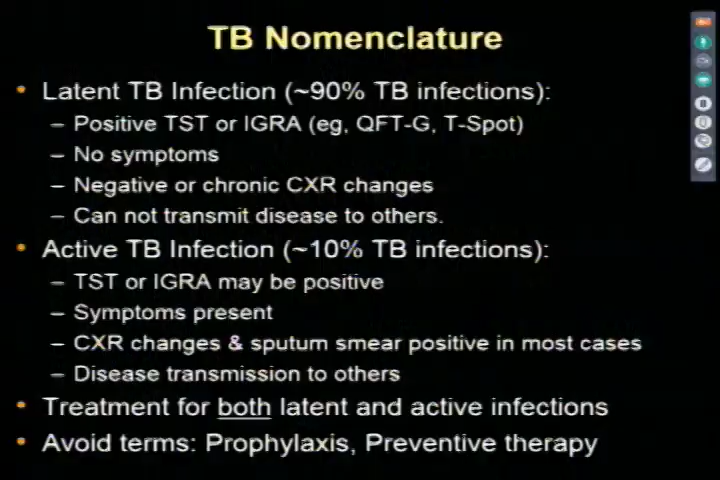 TB Nomenclature
• Latent TB Infection (~90% TB infections):
– Positive TST or IGRA (eg, QFT-G, T-Spot)
– No symptoms
– Negative or chronic CXR changes
– Can not transmit disease to others.
• Active TB Infection (~10% TB infections):
– TST or IGRA may be positive
– Symptoms present
– CXR changes & sputum smear positive in most cases
– Disease transmission to others
• Treatment for both latent and active infections
• Avoid terms: Prophylaxis, Preventive therapy